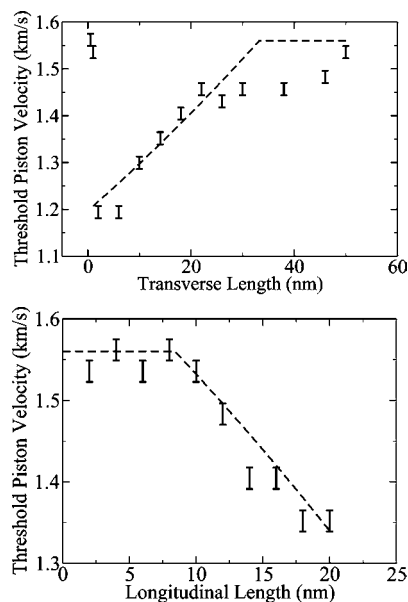 1.6
1.5
1.4
1.3
1.2
1.1
Threshold Piston Velocity (km/s)
0 20 40 60
Transverse Length (nm)
1.6
1.5
1.4
1.3
Threshold Piston Velocity (km/s)
0 5 10 15 20 25
Longitudinal Length (nm)